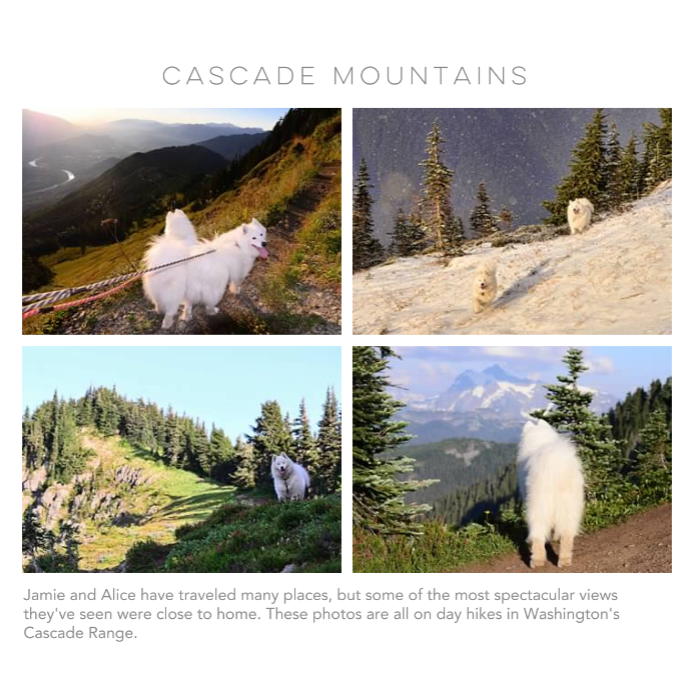 CASCADE MOUNTAINS
Jamie and Alice have traveled many places, but some of the most spectacular views
they've seen were close to home. These photos are all on day hikes in Washington's
Cascade Range.